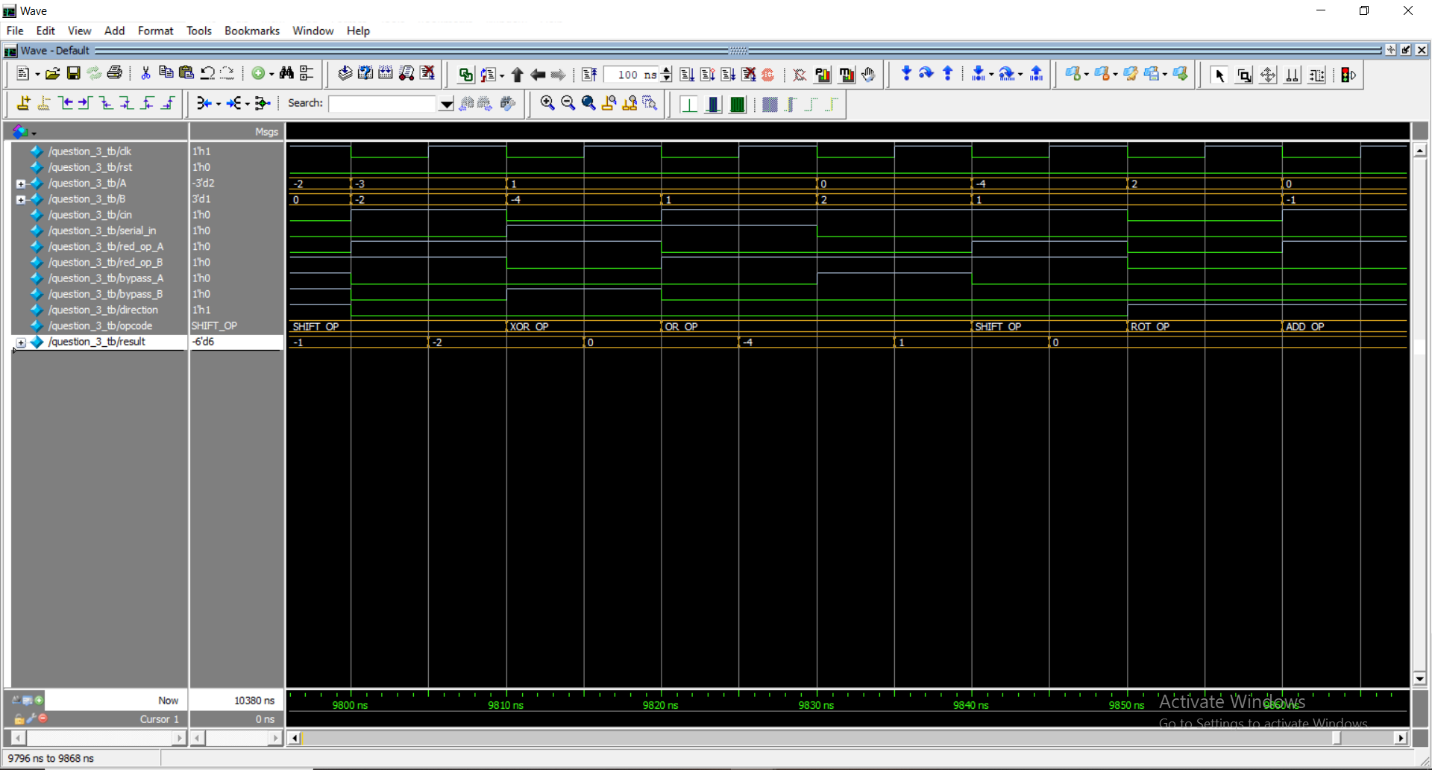 Wave
File Edit View Add Format Tools Bookmarks Window Help
Wave - Default
100 ns
Search:
Msgs
/question_3_tb/clk 1'h1
/question_3_tb/rst 1'h0
/question_3_tb/A -3'd2 -2 -3 1 0 -4 2 0
/question_3_tb/B 3'd1 0 -2 -4 1 2 1 -1
/question_3_tb/cin 1'h0
/question_3_tb/serial_in 1'h0
/question_3_tb/red_op_A 1'h0
/question_3_tb/red_op_B 1'h0
/question_3_tb/bypass_A 1'h0
/question_3_tb/bypass_B 1'h0
/question_3_tb/direction 1'h1
/question_3_tb/opcode SHIFT_OP SHIFT_OP XOR_OP OR_OP SHIFT_OP ROT_OP ADD_OP
/question_3_tb/result -6'd6 -1 -2 0 -4 1 0
Now 10380 ns
9800 ns 9810 ns 9820 ns 9830 ns 9840 ns 9850 ns 9860 ns
Activate Windows
Cursor 1 0 ns
Go to Settings to activate Windows.
9796 ns to 9868 ns